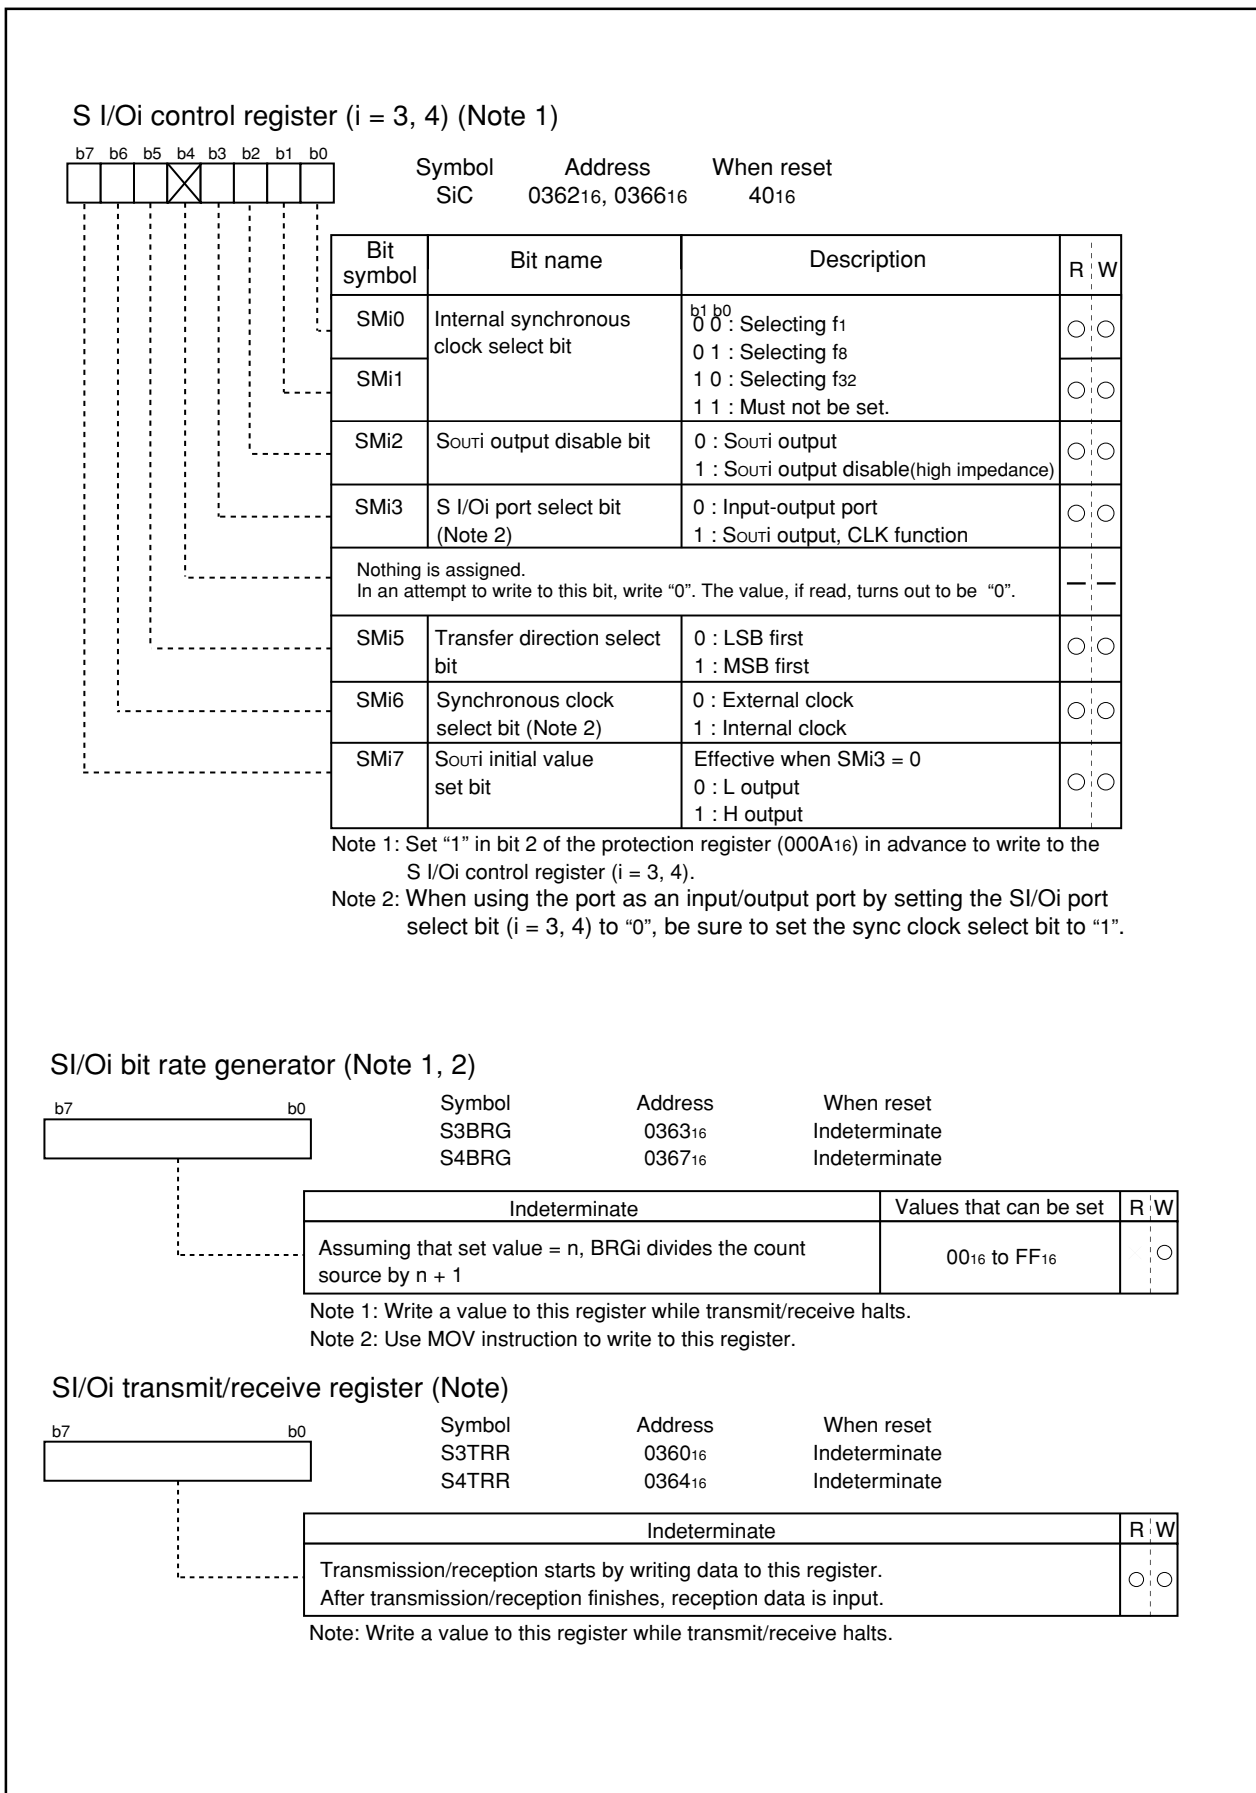 S I/Oi control register (i = 3, 4) (Note 1)
b7 b6 b5 b4 b3 b2 b1 b0
Symbol Address When reset
SiC 036216, 036616 4016
Bit symbol Bit name Description R W
SMi0 Internal synchronous clock select bit
b1 b0
0 0 : Selecting f1
0 1 : Selecting f8
SMi1
1 0 : Selecting f32
1 1 : Must not be set.
SMi2 SOUTi output disable bit 0 : SOUTi output
1 : SOUTi output disable(high impedance)
SMi3 S I/Oi port select bit 0 : Input-output port
(Note 2) 1 : SOUTi output, CLK function
Nothing is assigned.
In an attempt to write to this bit, write “0”. The value, if read, turns out to be “0”.
SMi5 Transfer direction select 0 : LSB first
bit 1 : MSB first
SMi6 Synchronous clock 0 : External clock
select bit (Note 2) 1 : Internal clock
SMi7 SOUTi initial value Effective when SMi3 = 0
set bit 0 : L output
1 : H output
Note 1: Set “1” in bit 2 of the protection register (000A16) in advance to write to the
S I/Oi control register (i = 3, 4).
Note 2: When using the port as an input/output port by setting the SI/Oi port
select bit (i = 3, 4) to “0”, be sure to set the sync clock select bit to “1”.
SI/Oi bit rate generator (Note 1, 2)
b7 b0
Symbol Address When reset
S3BRG 036316 Indeterminate
S4BRG 036716 Indeterminate
Indeterminate Values that can be set R W
Assuming that set value = n, BRGi divides the count
source by n + 1
0016 to FF16
Note 1: Write a value to this register while transmit/receive halts.
Note 2: Use MOV instruction to write to this register.
SI/Oi transmit/receive register (Note)
b7 b0
Symbol Address When reset
S3TRR 036016 Indeterminate
S4TRR 036416 Indeterminate
Indeterminate R W
Transmission/reception starts by writing data to this register.
After transmission/reception finishes, reception data is input.
Note: Write a value to this register while transmit/receive halts.